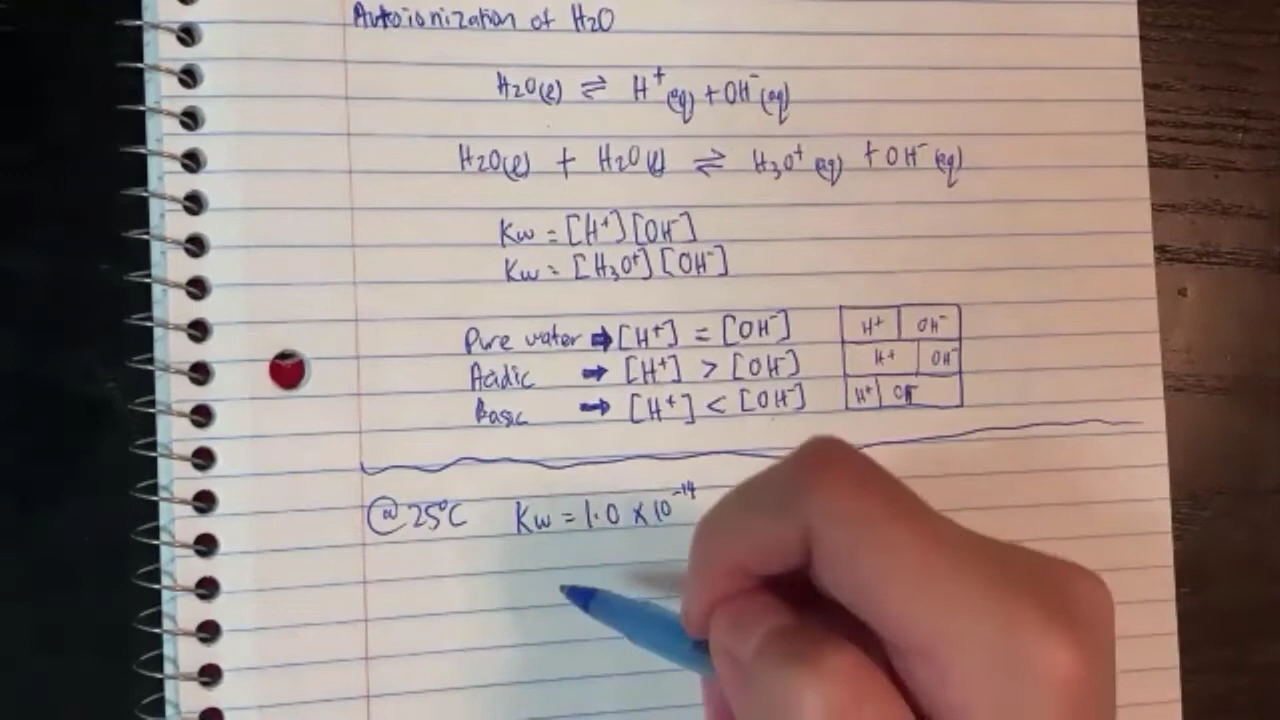 Autoionization of H₂O
H₂O(l) ⇌ H⁺(aq) + OH⁻(aq)
H₂O(l) + H₂O(l) ⇌ H₃O⁺(aq) + OH⁻(aq)
Kw = [H⁺][OH⁻]
Kw = [H₃O⁺][OH⁻]
Pure water ➡ [H⁺] = [OH⁻] H⁺ OH⁻
Acidic ➡ [H⁺] > [OH⁻] H⁺ OH⁻
Basic ➡ [H⁺] < [OH⁻] H⁺ OH⁻
@ 25°C Kw = 1.0 × 10⁻¹⁴